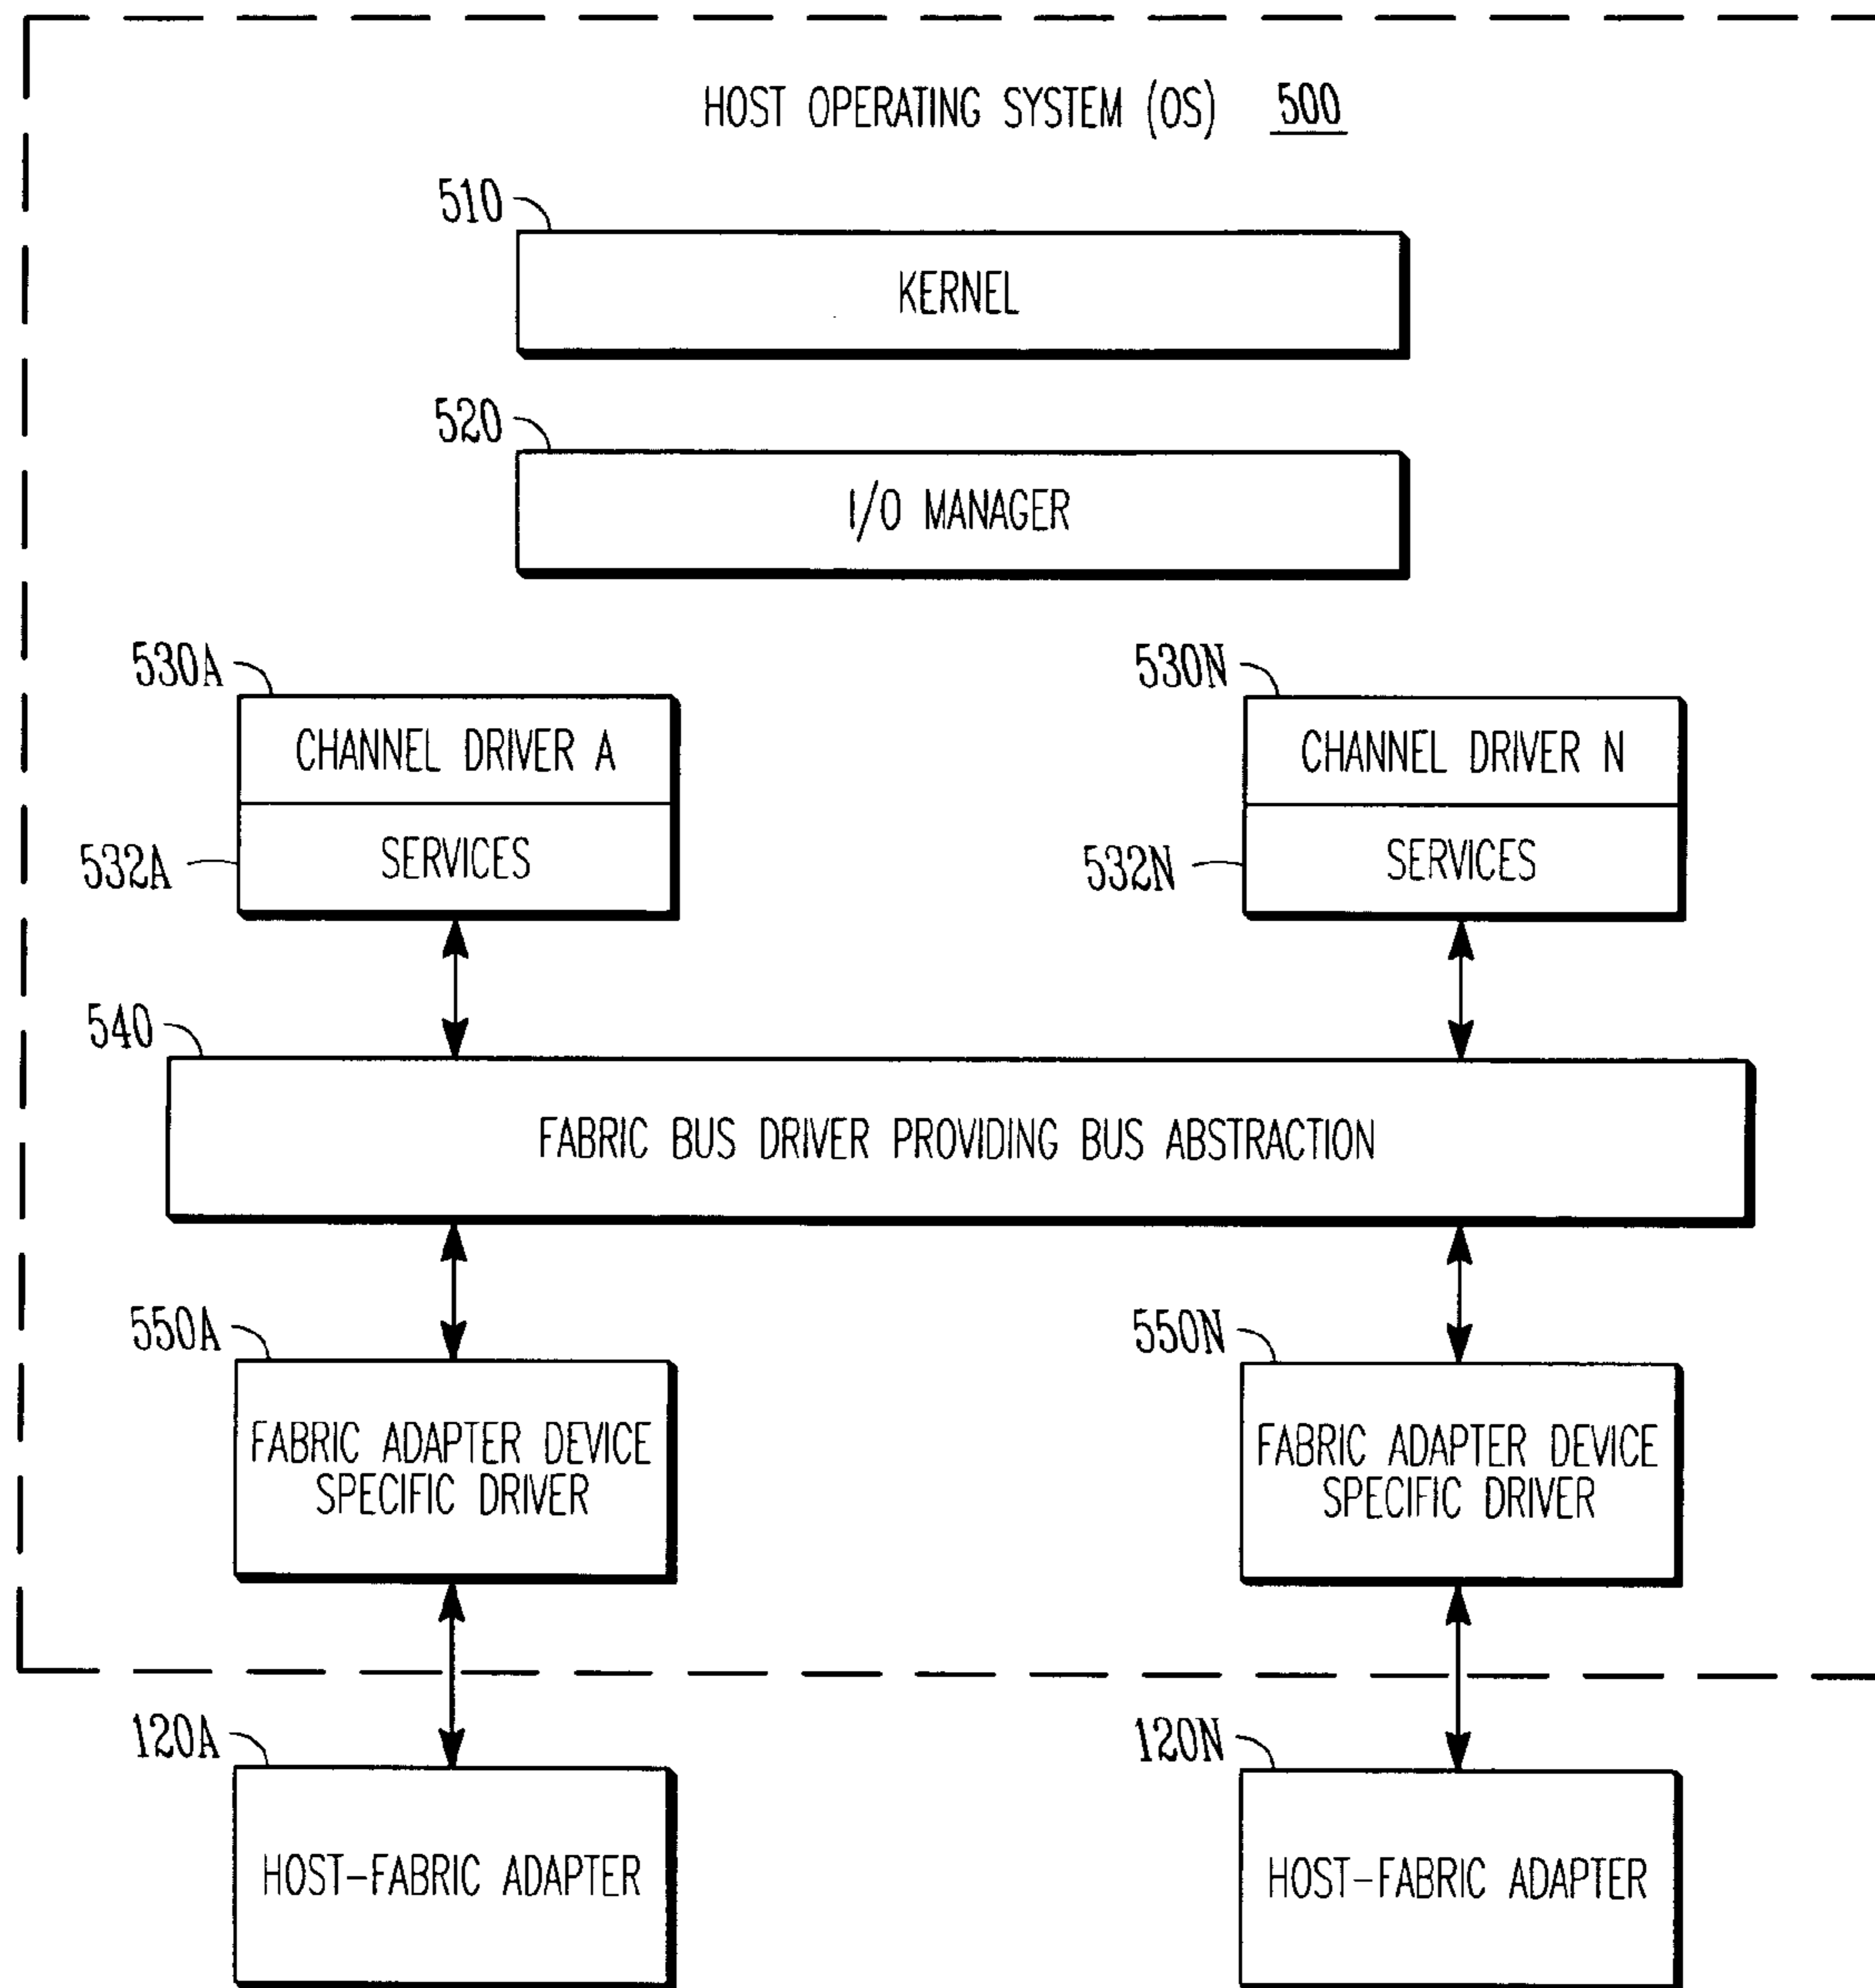 HOST OPERATING SYSTEM (OS) 500
510
KERNEL
520
I/O MANAGER
530A
530N
CHANNEL DRIVER A
CHANNEL DRIVER N
532A
SERVICES
532N
SERVICES
540
FABRIC BUS DRIVER PROVIDING BUS ABSTRACTION
550A
550N
FABRIC ADAPTER DEVICE
SPECIFIC DRIVER
FABRIC ADAPTER DEVICE
SPECIFIC DRIVER
120A
120N
HOST-FABRIC ADAPTER
HOST-FABRIC ADAPTER